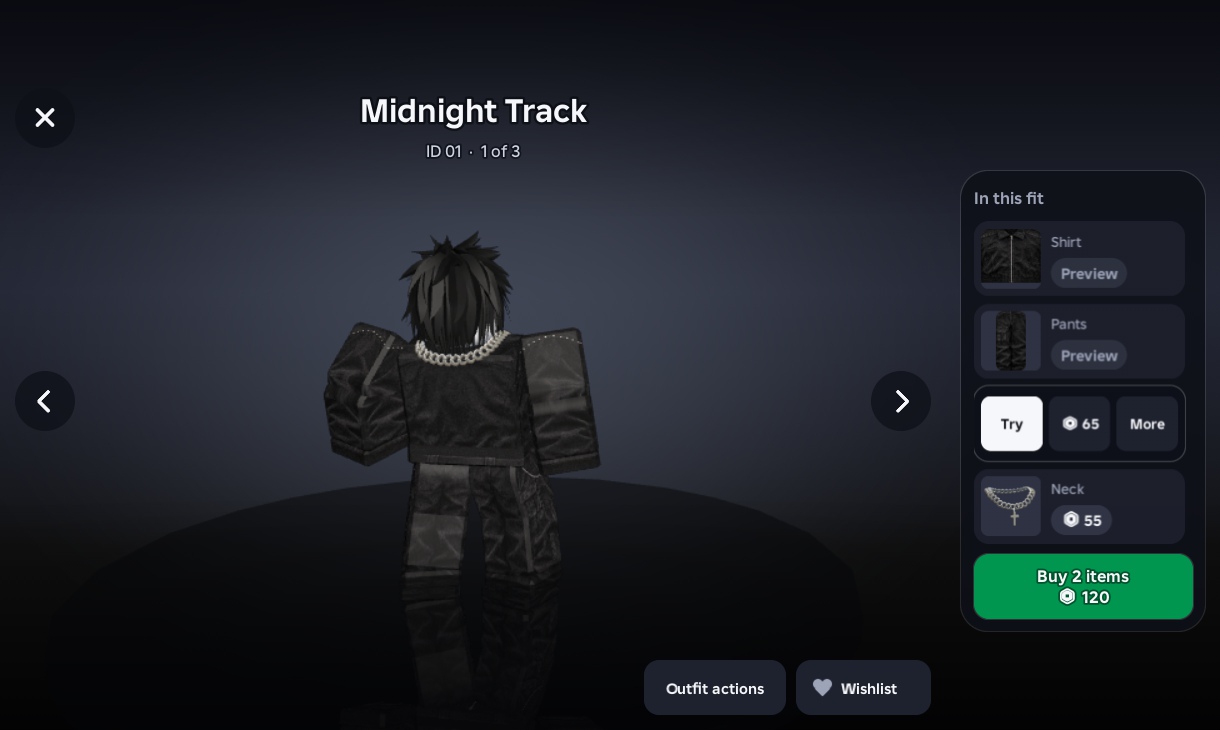 Midnight Track
ID 01 · 1 of 3
In this fit
Shirt
Preview
Pants
Preview
Try
65
More
Neck
55
Buy 2 items
120
Outfit actions
Wishlist